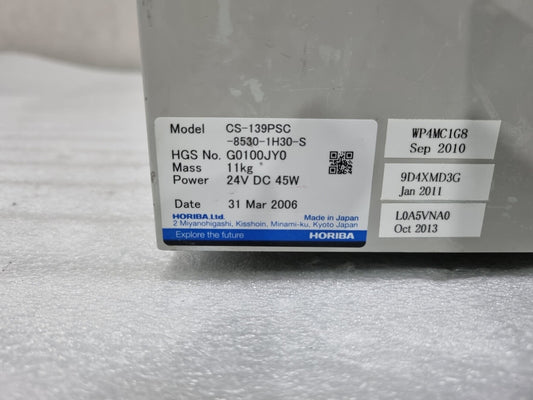 Model CS-139PSC
-8530-1H30-S
HGS No. G0100JY0
Mass 11kg
Power 24V DC 45W
Date 31 Mar 2006
HORIBA Ltd. Made in Japan
2 Miyanohigashi, Kisshoin, Minami-ku, Kyoto Japan
Explore the future HORIBA
WP4MC1G8
Sep 2010
9D4XMD3G
Jan 2011
L0A5VNA0
Oct 2013